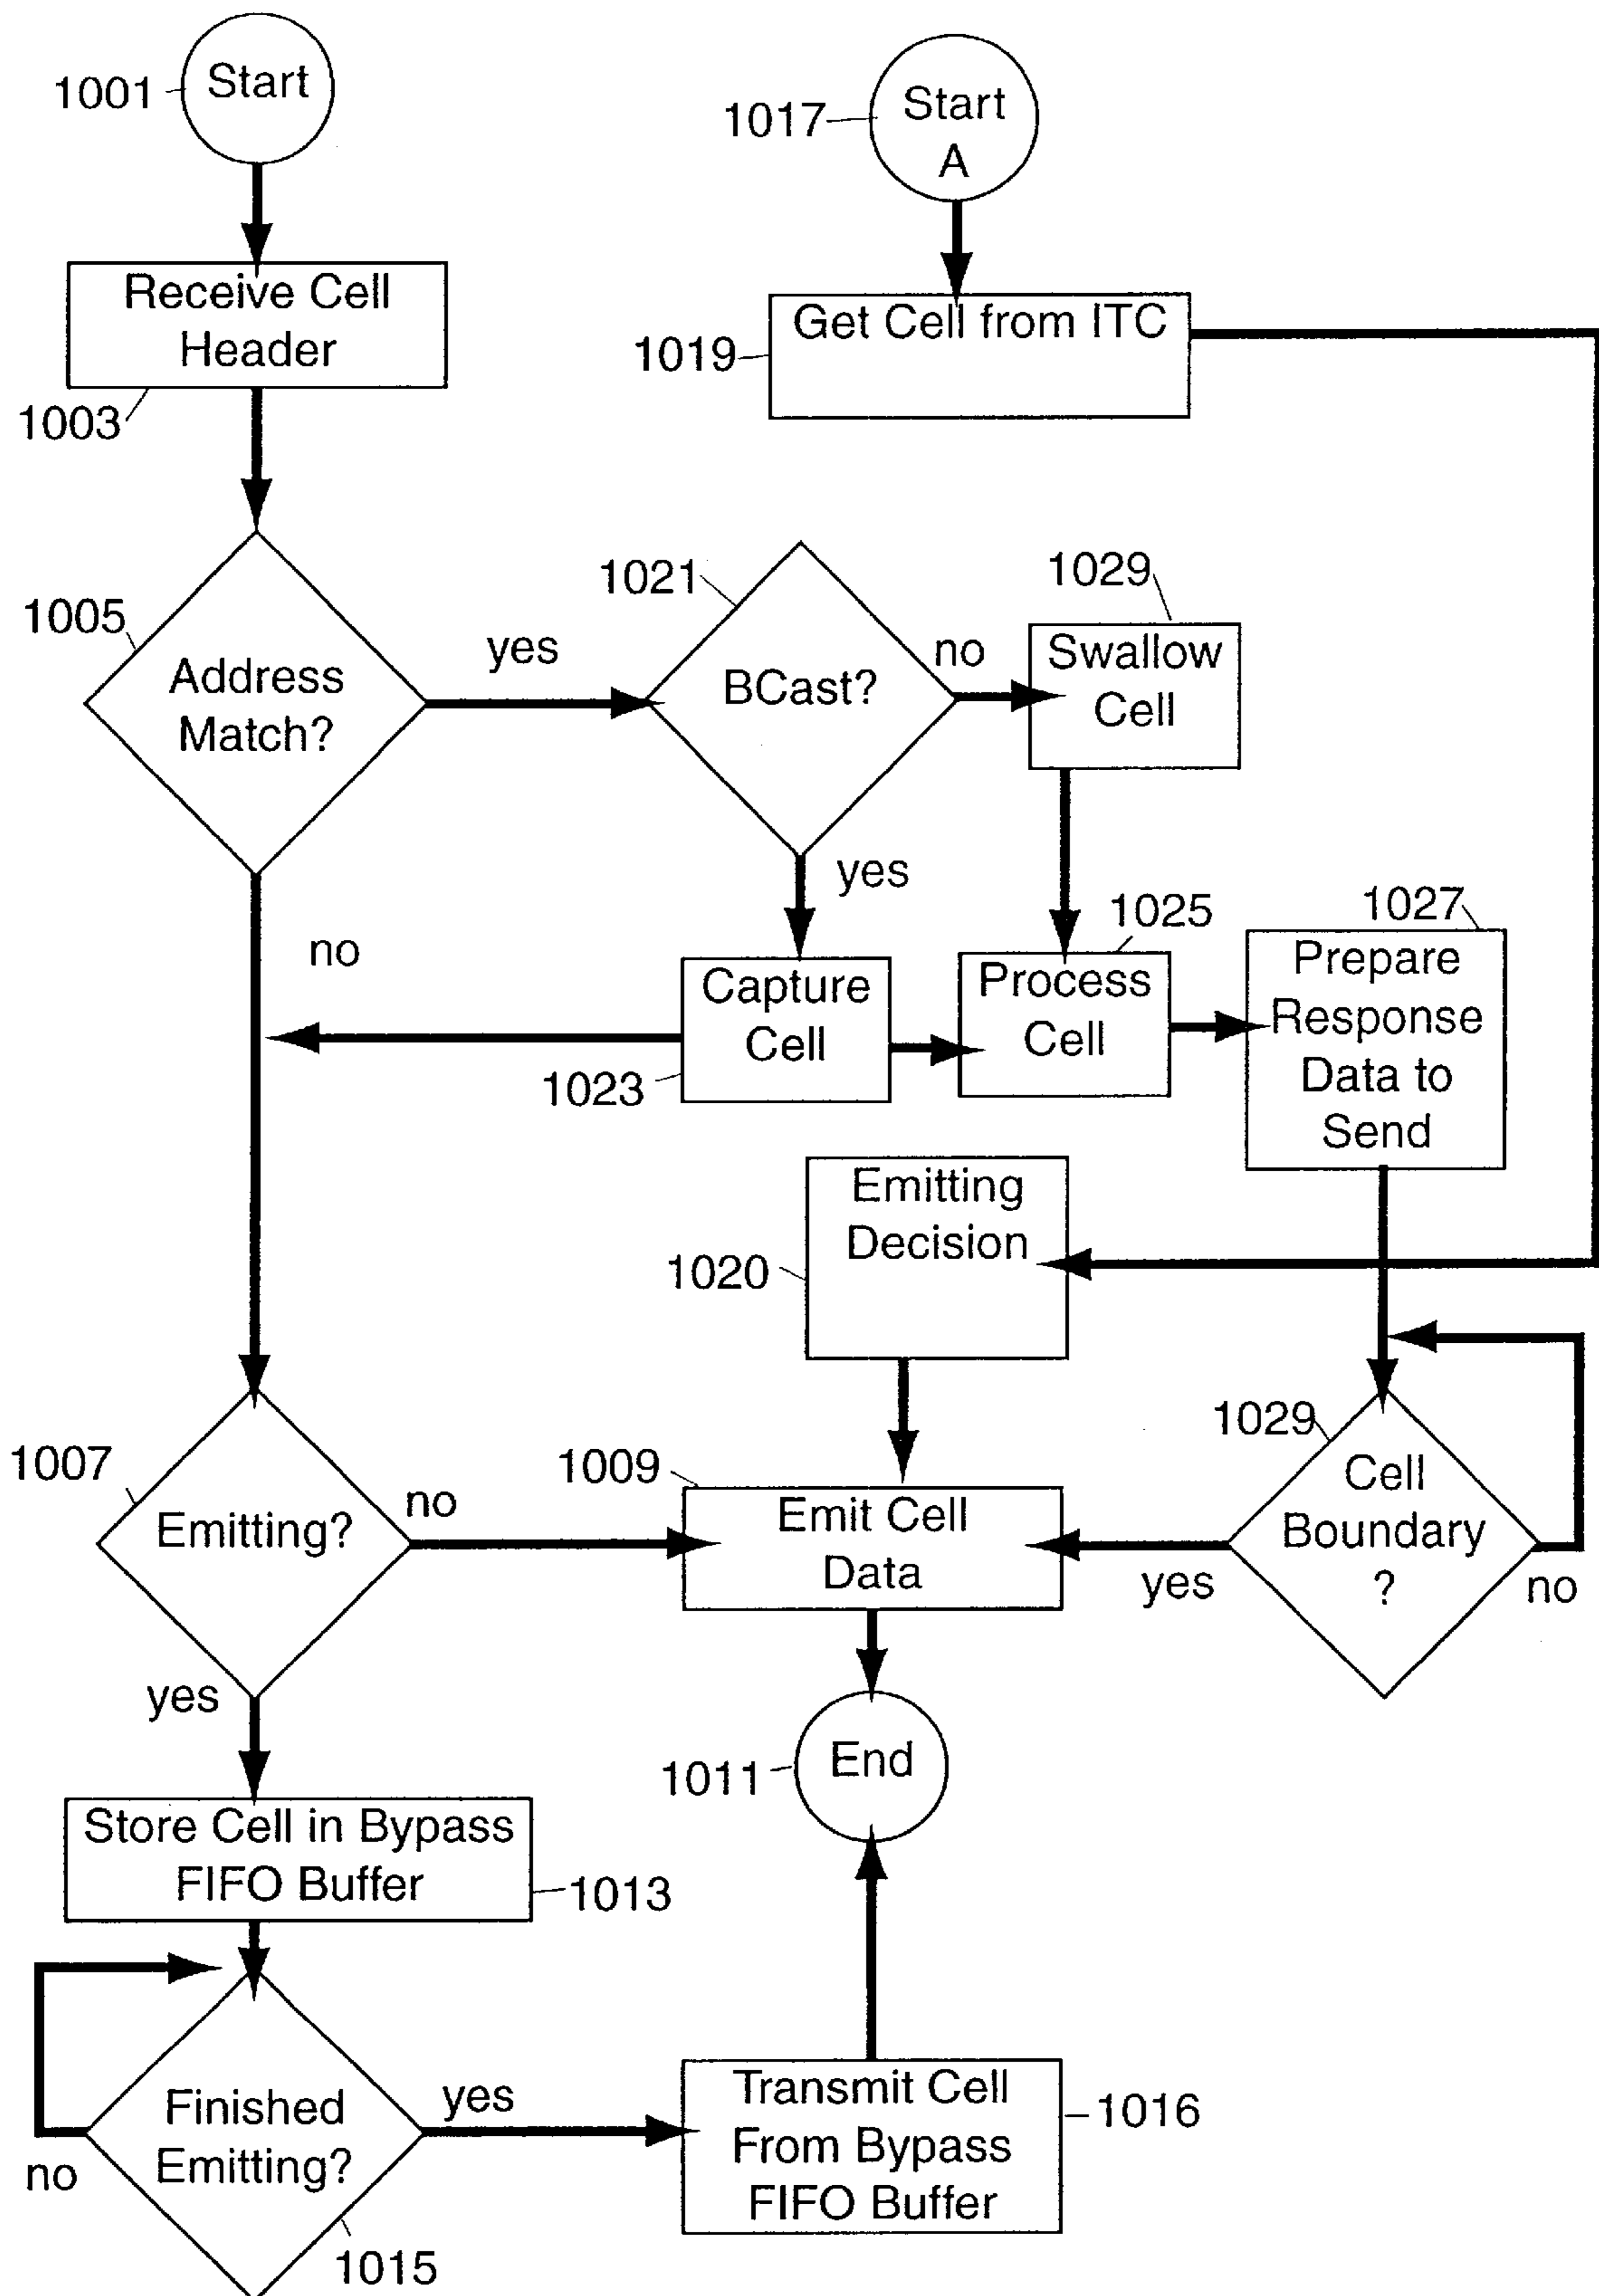 1001
Start
1017
Start
A
Receive Cell
Header
1003
Get Cell from ITC
1019
1005
Address
Match?
yes
no
1021
BCast?
no
yes
1029
Swallow
Cell
Capture
Cell
1023
1025
Process
Cell
1027
Prepare
Response
Data to
Send
Emitting
Decision
1020
1007
Emitting?
no
yes
1009
Emit Cell
Data
1029
Cell
Boundary
?
yes
no
1011
End
Store Cell in Bypass
FIFO Buffer
1013
Finished
Emitting?
no
yes
1015
Transmit Cell
From Bypass
FIFO Buffer
1016